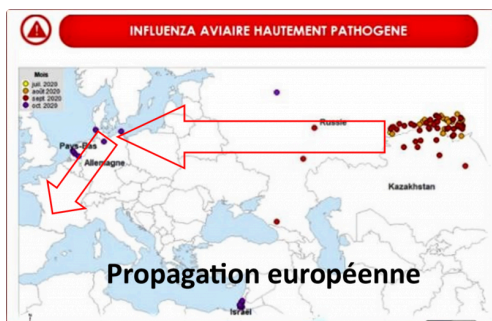 INFLUENZA AVIAIRE HAUTEMENT PATHOGENE
Mois
juil. 2020
août 2020
sept. 2020
oct. 2020
Russie
Pays-Bas
Allemagne
Kazakhstan
Propagation européenne
Israël